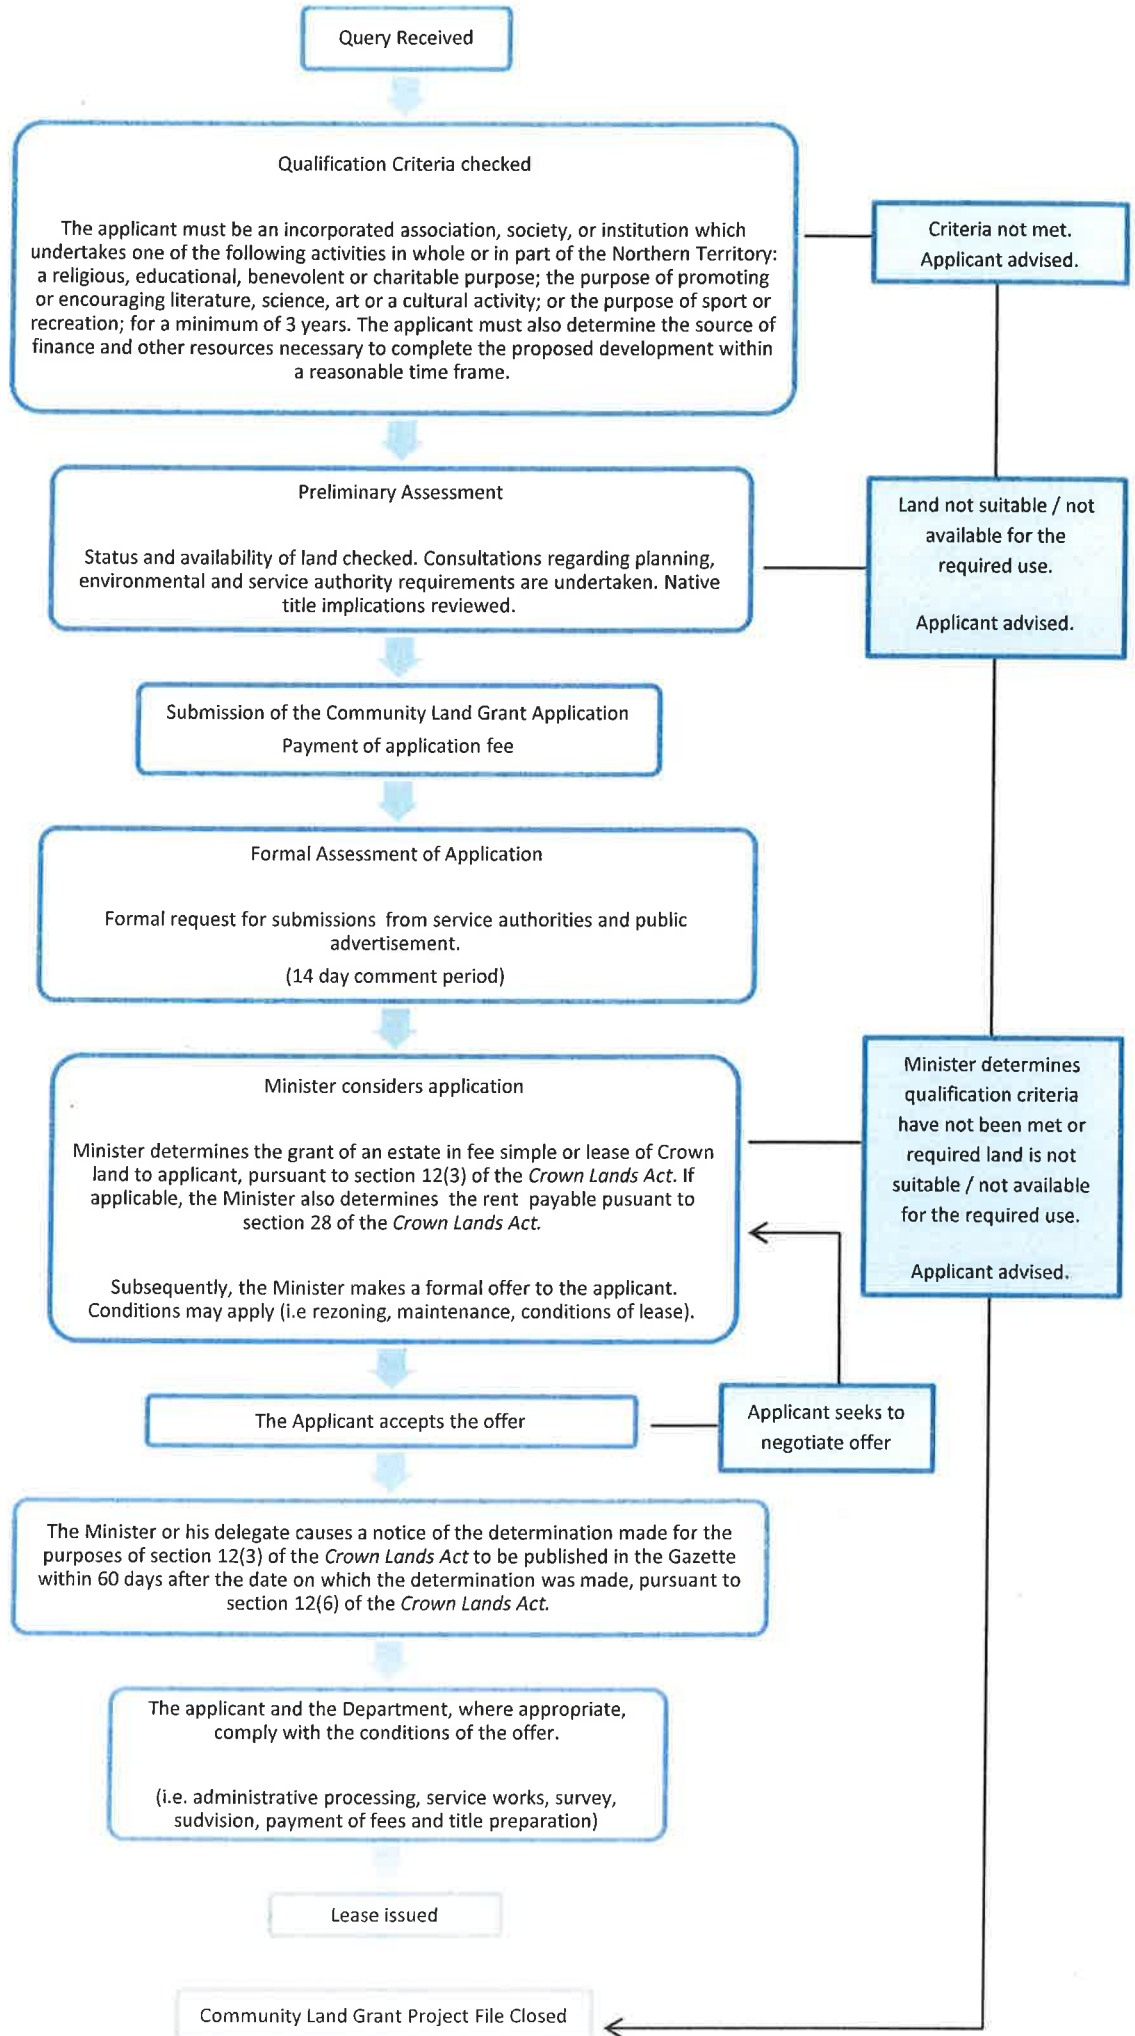 Query Received
Qualification Criteria checked
The applicant must be an incorporated association, society, or institution which
undertakes one of the following activities in whole or in part of the Northern Territory:
a religious, educational, benevolent or charitable purpose; the purpose of promoting
or encouraging literature, science, art or a cultural activity; or the purpose of sport or
recreation; for a minimum of 3 years. The applicant must also determine the source of
finance and other resources necessary to complete the proposed development within
a reasonable time frame.
Criteria not met.
Applicant advised.
Preliminary Assessment
Status and availability of land checked. Consultations regarding planning,
environmental and service authority requirements are undertaken. Native
title implications reviewed.
Land not suitable / not
available for the
required use.
Applicant advised.
Submission of the Community Land Grant Application
Payment of application fee
Formal Assessment of Application
Formal request for submissions from service authorities and public
advertisement.
(14 day comment period)
Minister considers application
Minister determines the grant of an estate in fee simple or lease of Crown
land to applicant, pursuant to section 12(3) of the Crown Lands Act. If
applicable, the Minister also determines the rent payable pusuant to
section 28 of the Crown Lands Act.
Subsequently, the Minister makes a formal offer to the applicant.
Conditions may apply (i.e rezoning, maintenance, conditions of lease).
Minister determines
qualification criteria
have not been met or
required land is not
suitable / not available
for the required use.
Applicant advised.
The Applicant accepts the offer
Applicant seeks to
negotiate offer
The Minister or his delegate causes a notice of the determination made for the
purposes of section 12(3) of the Crown Lands Act to be published in the Gazette
within 60 days after the date on which the determination was made, pursuant to
section 12(6) of the Crown Lands Act.
The applicant and the Department, where appropriate,
comply with the conditions of the offer.
(i.e. administrative processing, service works, survey,
sudvision, payment of fees and title preparation)
Lease issued
Community Land Grant Project File Closed